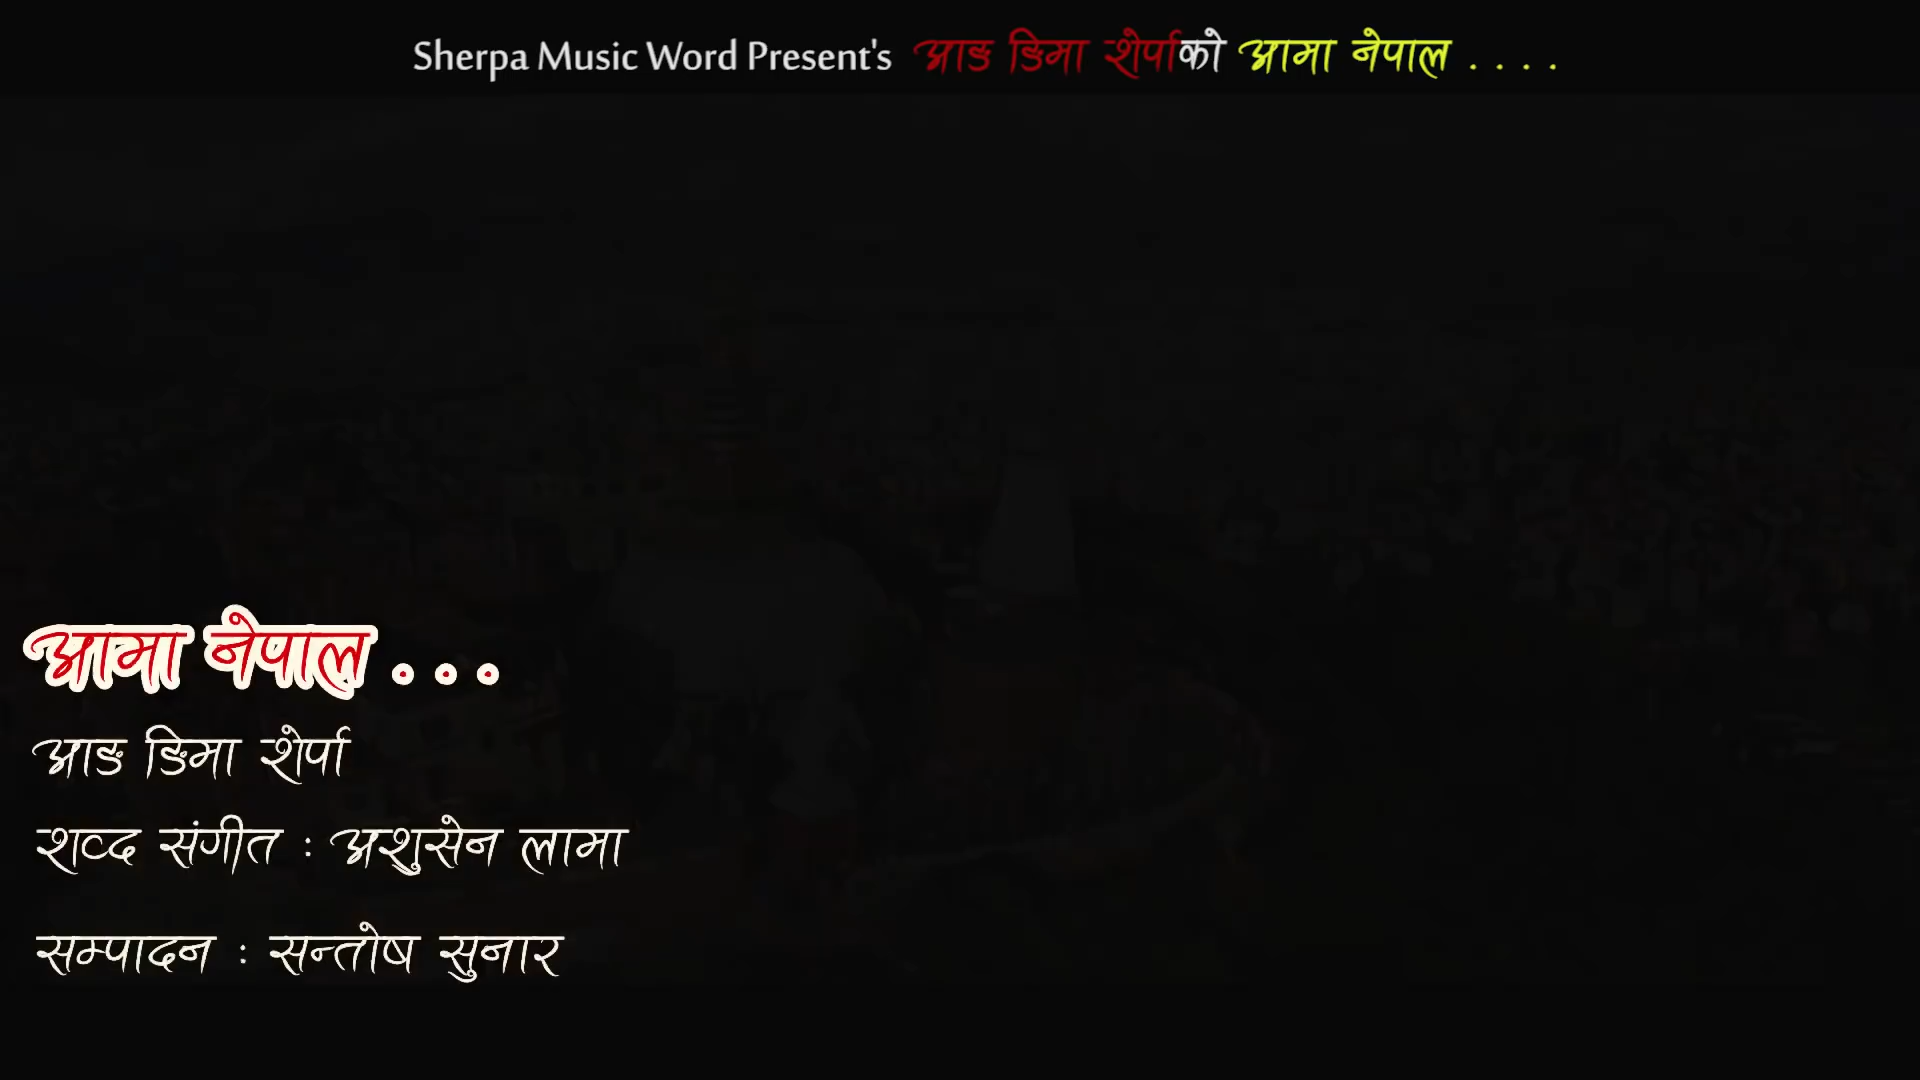 Sherpa Music Word Present's आङ ङिमा शेर्पाको आमा नेपाल . . . .
आमा नेपाल . . .
आङ ङिमा शेर्पा
शव्द संगीत : अशुसेन लामा
सम्पादन : सन्तोष सुनार